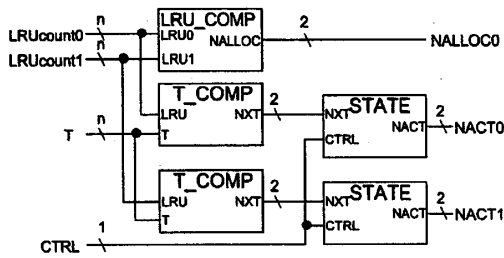 LRUcount0 n LRU_COMP
LRU0 NALLOC 2 NALLOC0
LRUcount1 n LRU1
T_COMP
LRU NXT 2 NXT STATE
T n T NACT 2 NACT0
CTRL
T_COMP
LRU NXT 2 NXT STATE
T NACT 2 NACT1
CTRL 1 CTRL